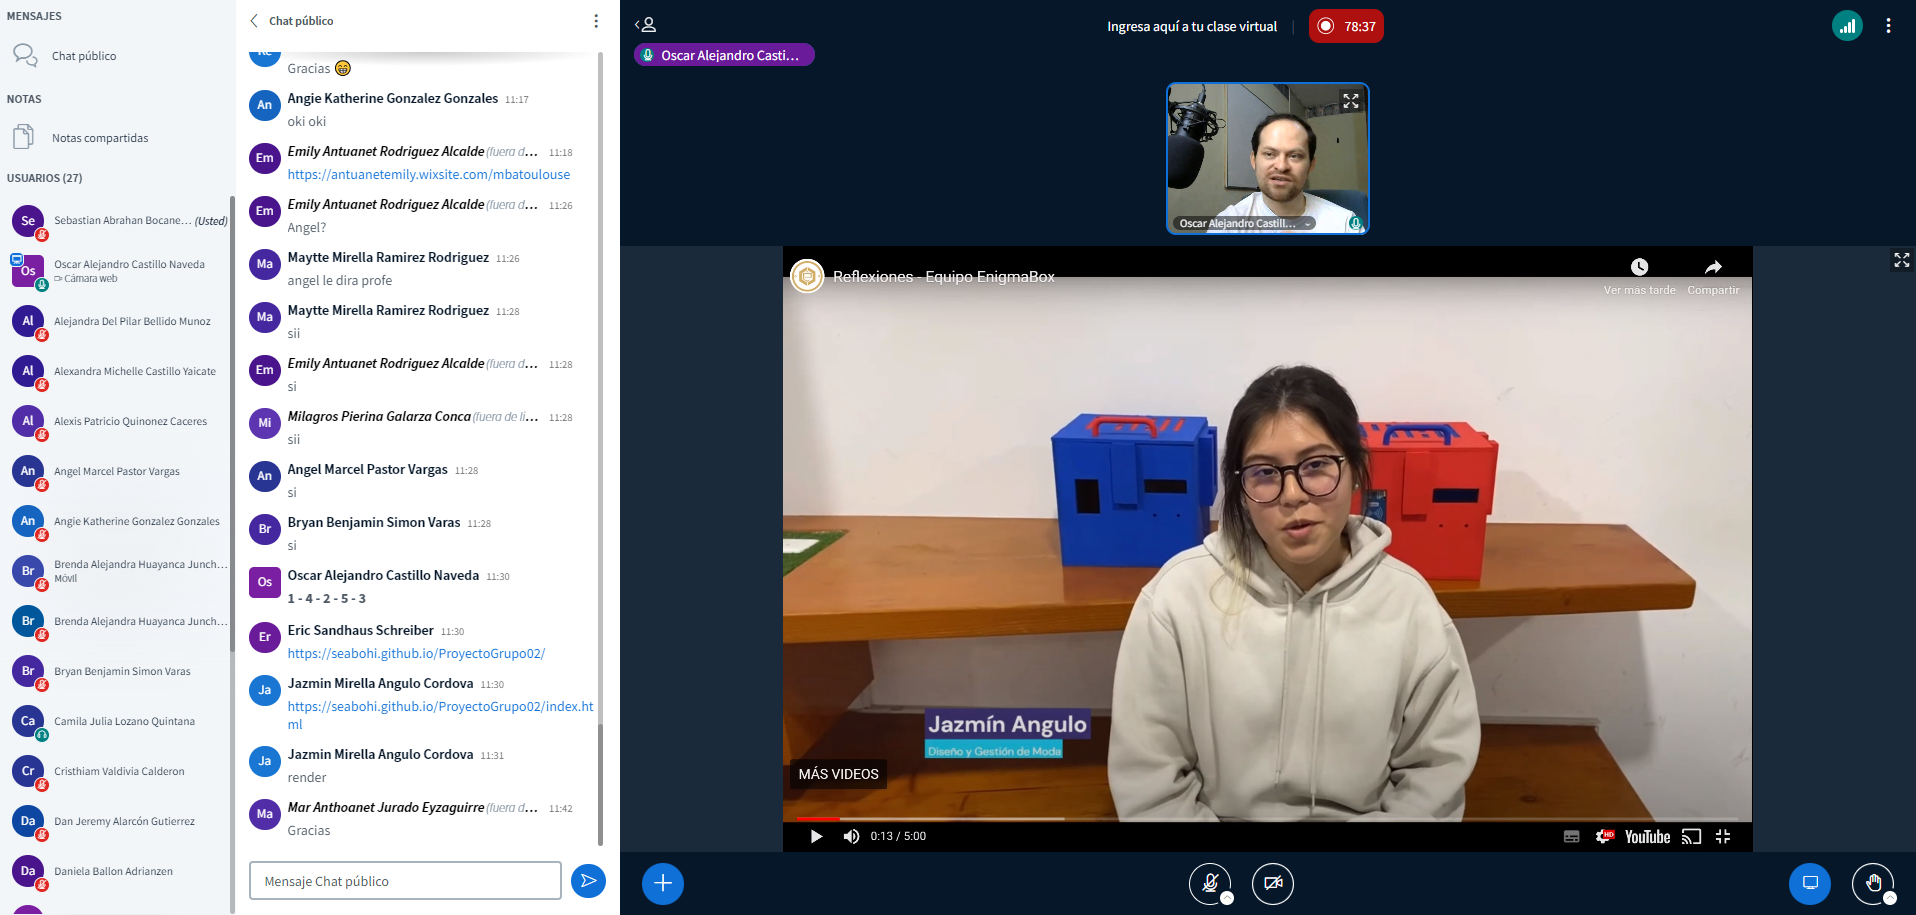 MENSAJES
Chat público
NOTAS
Notas compartidas
USUARIOS (27)
Se
Sebastian Abrahan Bocane... (Usted)
Os
Oscar Alejandro Castillo Naveda
Cámara web
Al
Alejandra Del Pilar Bellido Munoz
Al
Alexandra Michelle Castillo Yaicate
Al
Alexis Patricio Quinonez Caceres
An
Angel Marcel Pastor Vargas
An
Angie Katherine Gonzalez Gonzales
Br
Brenda Alejandra Huayanca Junch...
Móvil
Br
Brenda Alejandra Huayanca Junch...
Br
Bryan Benjamin Simon Varas
Ca
Camila Julia Lozano Quintana
Cr
Cristhiam Valdivia Calderon
Da
Dan Jeremy Alarcón Gutierrez
Da
Daniela Ballon Adrianzen
Chat público
Gracias 😁
An
Angie Katherine Gonzalez Gonzales 11:17
oki oki
Em
Emily Antuanet Rodriguez Alcalde (fuera d... 11:18
https://antuanetemily.wixsite.com/mbatoulouse
Em
Emily Antuanet Rodriguez Alcalde (fuera d... 11:26
Angel?
Ma
Maytte Mirella Ramirez Rodriguez 11:26
angel le dira profe
Ma
Maytte Mirella Ramirez Rodriguez 11:28
sii
Em
Emily Antuanet Rodriguez Alcalde (fuera d... 11:28
si
Mi
Milagros Pierina Galarza Conca (fuera de lí... 11:28
sii
An
Angel Marcel Pastor Vargas 11:28
si
Br
Bryan Benjamin Simon Varas 11:28
si
Os
Oscar Alejandro Castillo Naveda 11:30
1 - 4 - 2 - 5 - 3
Er
Eric Sandhaus Schreiber 11:30
https://seabohi.github.io/ProyectoGrupo02/
Ja
Jazmin Mirella Angulo Cordova 11:30
https://seabohi.github.io/ProyectoGrupo02/index.ht
ml
Ja
Jazmin Mirella Angulo Cordova 11:31
render
Ma
Mar Anthoanet Jurado Eyzaguirre (fuera d... 11:42
Gracias
Mensaje Chat público
Ingresa aquí a tu clase virtual
78:37
Oscar Alejandro Casti...
Oscar Alejandro Castill...
Reflexiones - Equipo EnigmaBox
Ver más tarde
Compartir
Jazmín Angulo
Diseño y Gestión de Moda
MÁS VIDEOS
0:13 / 5:00
HD
YouTube